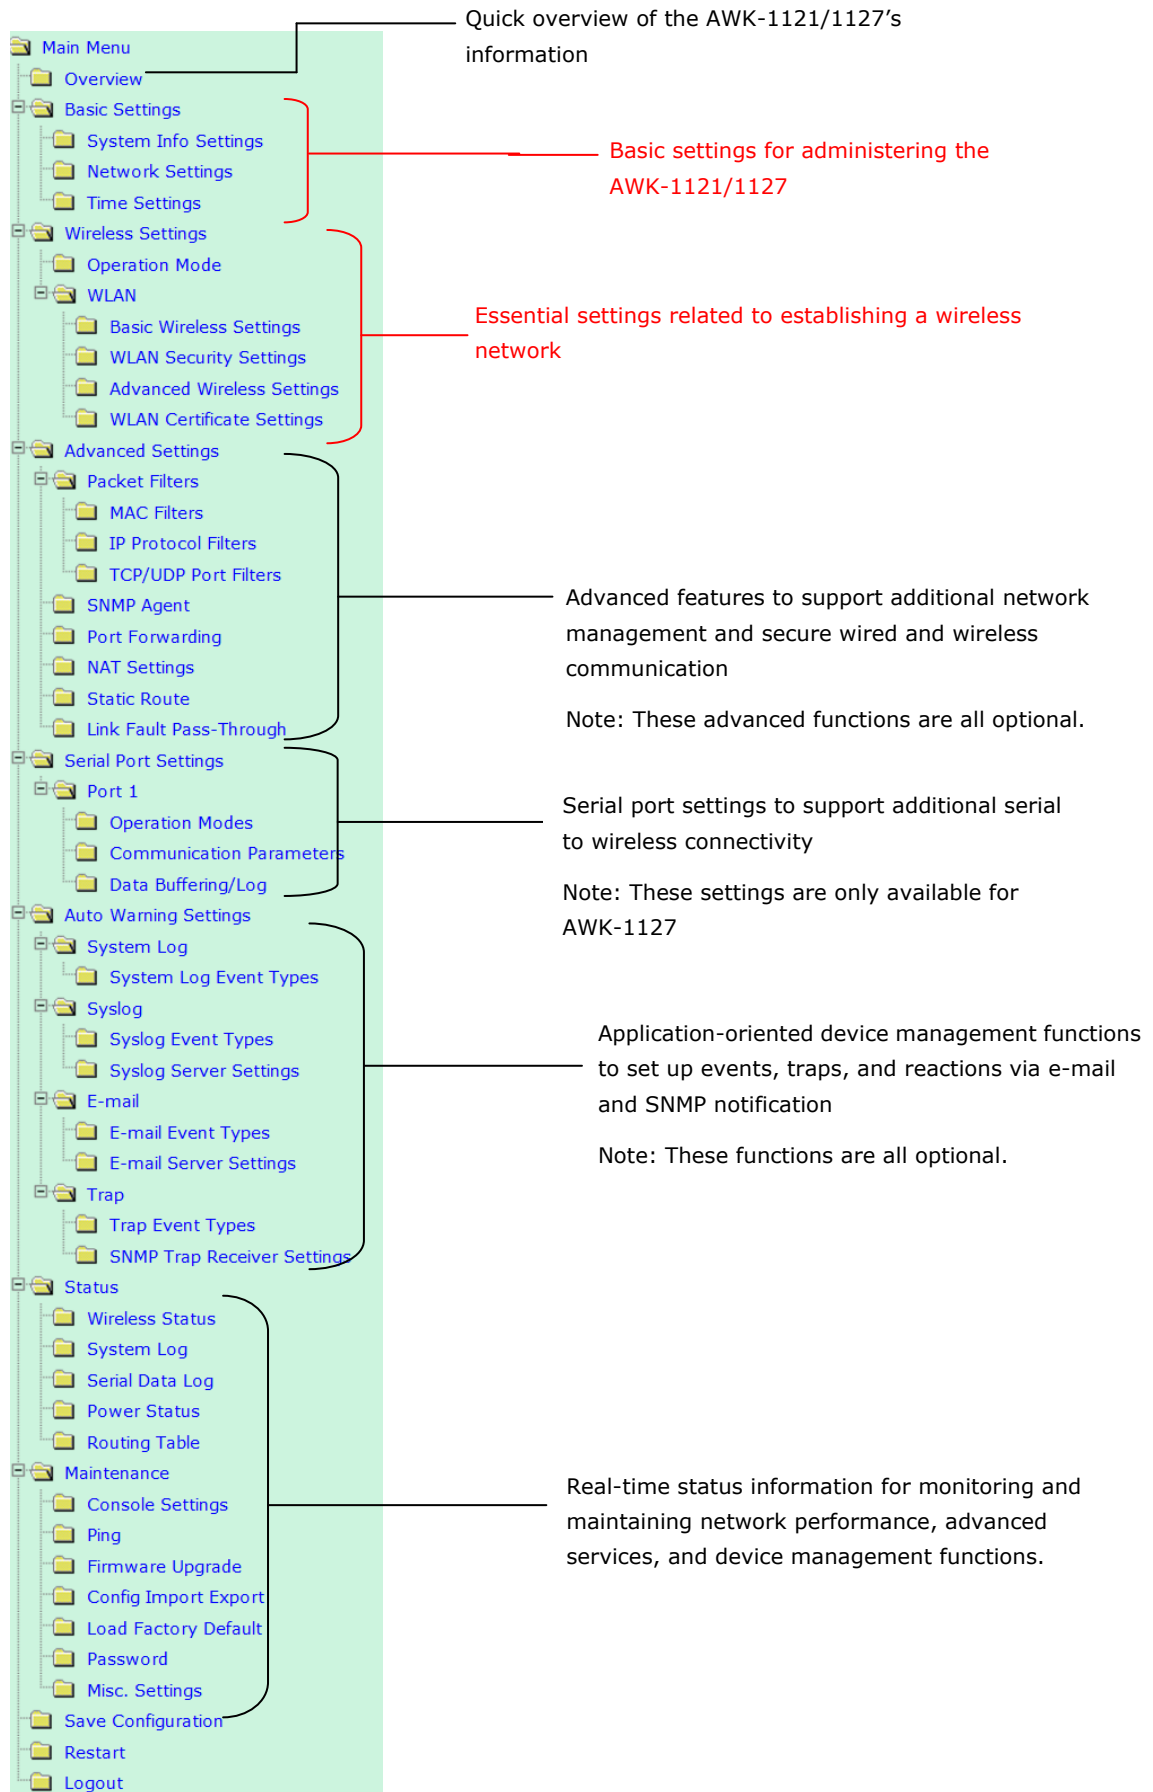 Quick overview of the AWK-1121/1127’s
information
Main Menu
Overview
Basic Settings
System Info Settings
Network Settings
Time Settings
Basic settings for administering the
AWK-1121/1127
Wireless Settings
Operation Mode
WLAN
Basic Wireless Settings
WLAN Security Settings
Advanced Wireless Settings
WLAN Certificate Settings
Essential settings related to establishing a wireless
network
Advanced Settings
Packet Filters
MAC Filters
IP Protocol Filters
TCP/UDP Port Filters
SNMP Agent
Port Forwarding
NAT Settings
Static Route
Link Fault Pass-Through
Advanced features to support additional network
management and secure wired and wireless
communication
Note: These advanced functions are all optional.
Serial Port Settings
Port 1
Operation Modes
Communication Parameters
Data Buffering/Log
Serial port settings to support additional serial
to wireless connectivity
Note: These settings are only available for
AWK-1127
Auto Warning Settings
System Log
System Log Event Types
Syslog
Syslog Event Types
Syslog Server Settings
E-mail
E-mail Event Types
E-mail Server Settings
Trap
Trap Event Types
SNMP Trap Receiver Settings
Application-oriented device management functions
to set up events, traps, and reactions via e-mail
and SNMP notification
Note: These functions are all optional.
Status
Wireless Status
System Log
Serial Data Log
Power Status
Routing Table
Maintenance
Console Settings
Ping
Firmware Upgrade
Config Import Export
Load Factory Default
Password
Misc. Settings
Real-time status information for monitoring and
maintaining network performance, advanced
services, and device management functions.
Save Configuration
Restart
Logout